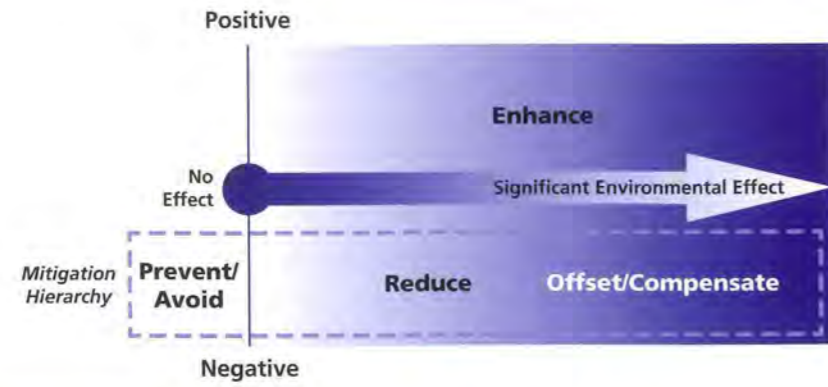 Positive
Enhance
No
Effect
Significant Environmental Effect
Mitigation
Hierarchy
Prevent/
Avoid
Reduce
Offset/Compensate
Negative